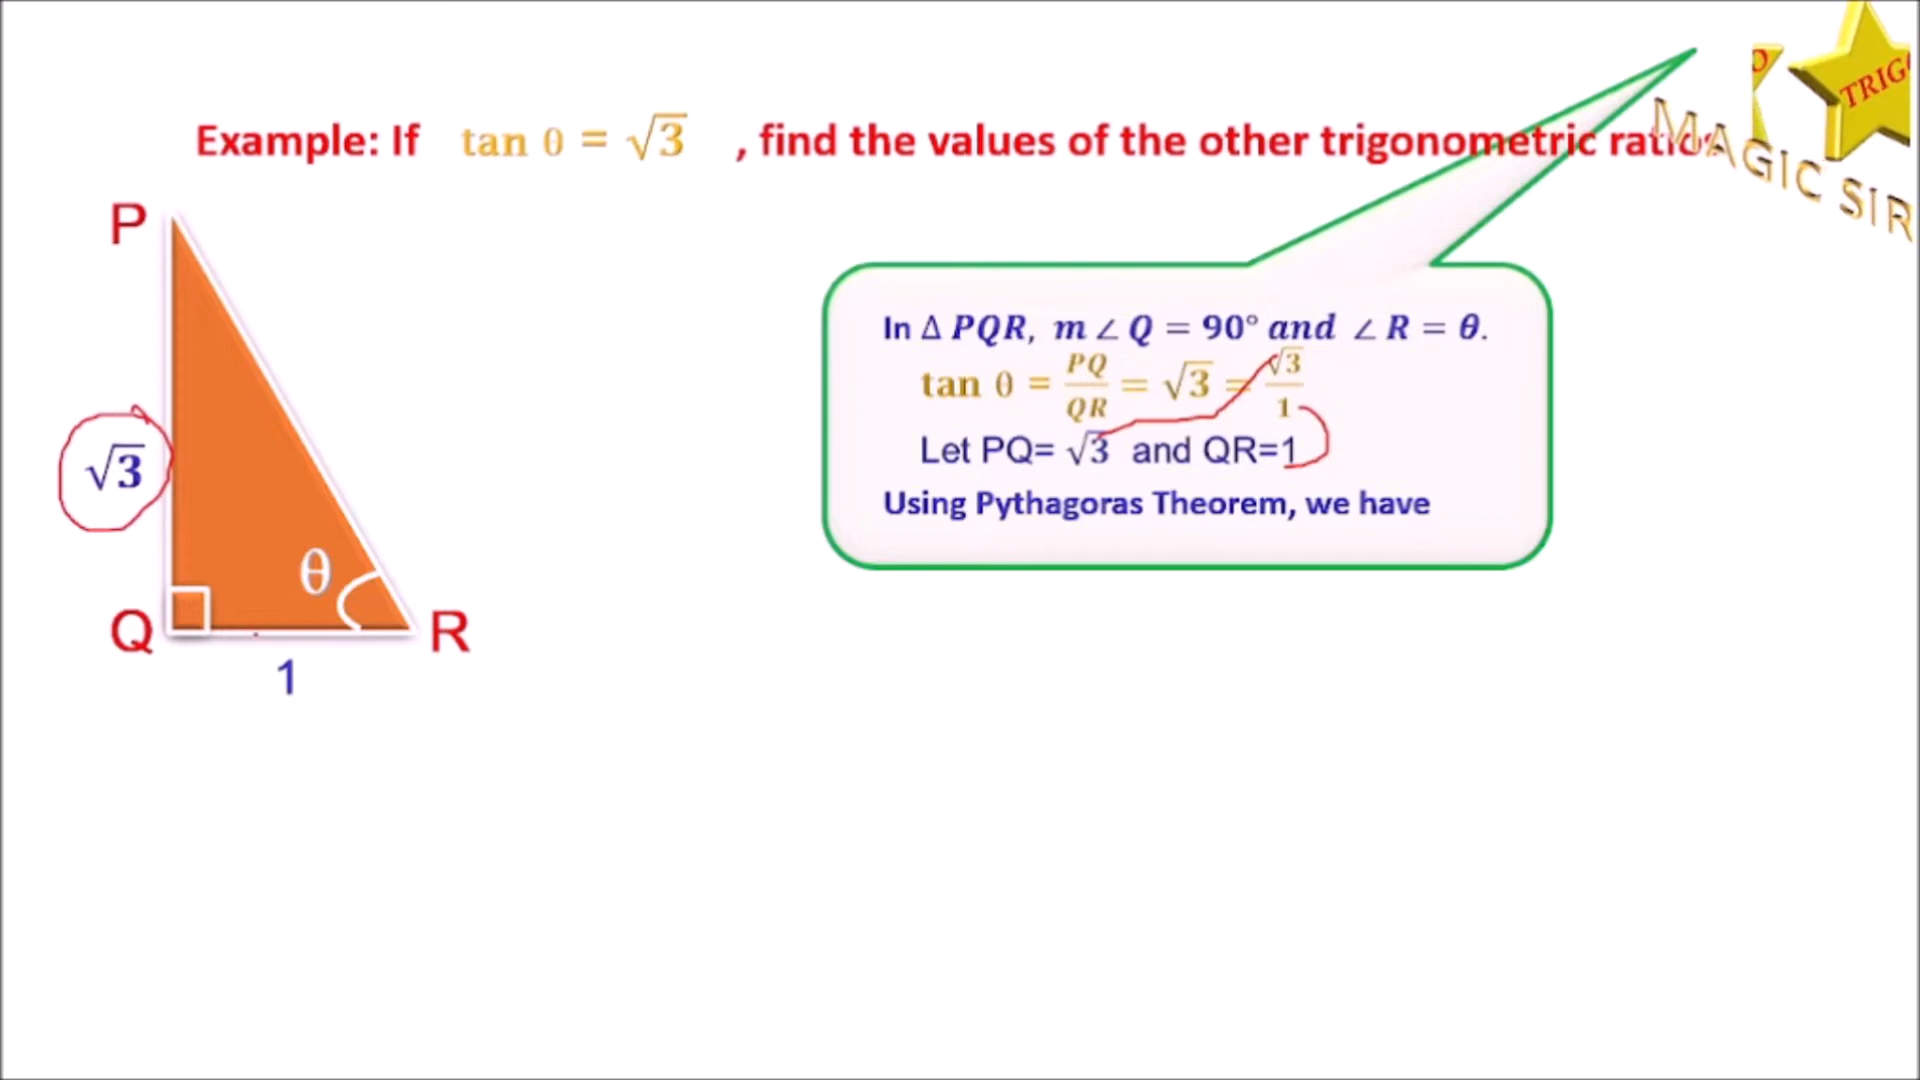 Example: If tan θ = √3 , find the values of the other trigonometric
TRIG
MAGIC SIR
P
In Δ PQR, m∠Q = 90° and ∠R = θ.
tan θ = PQ/QR = √3 = √3/1
Let PQ= √3 and QR=1
√3
Using Pythagoras Theorem, we have
θ
Q
R
1